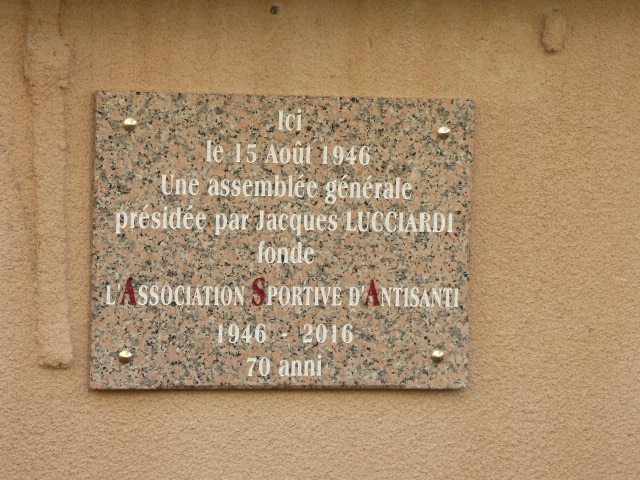 Ici
le 15 Août 1946
Une assemblée générale
présidée par Jacques LUCCIARDI
fonde
L'ASSOCIATION SPORTIVE D'ANTISANTI
1946 - 2016
70 anni